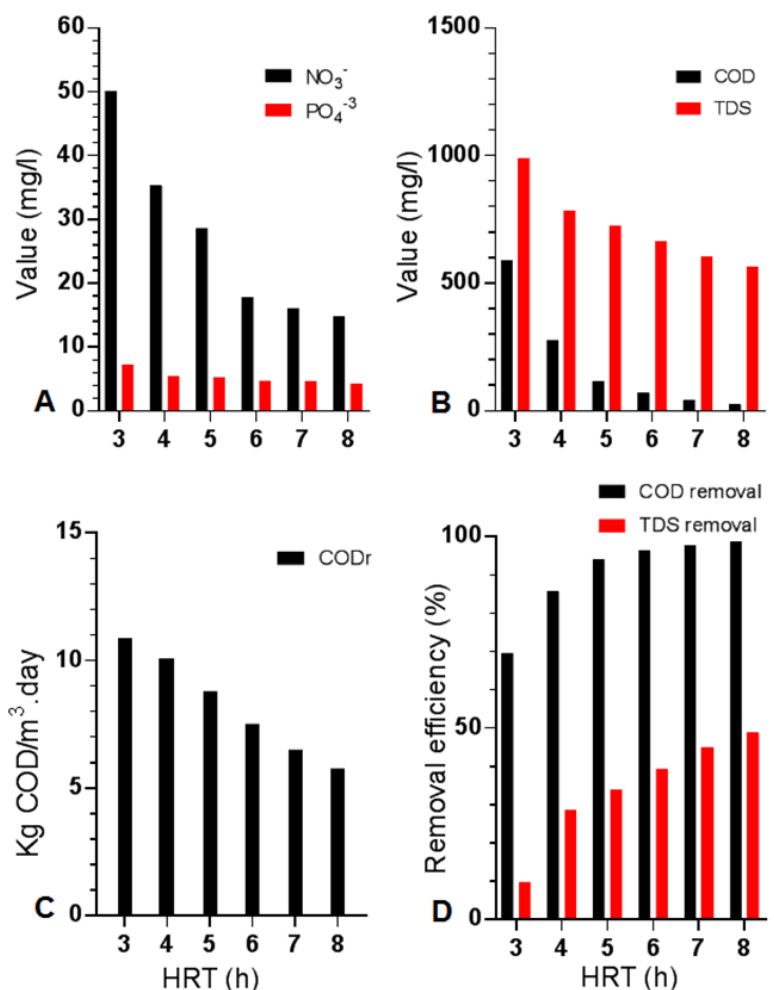 60
50
40
30
20
10
0
Value (mg/l)
NO₃⁻
PO₄⁻³
A
3 4 5 6 7 8
1500
1000
500
0
Value (mg/l)
COD
TDS
B
3 4 5 6 7 8
15
10
5
0
Kg COD/m³.day
CODr
C
3 4 5 6 7 8
HRT (h)
COD removal
TDS removal
100
50
0
Removal efficiency (%)
D
3 4 5 6 7 8
HRT (h)